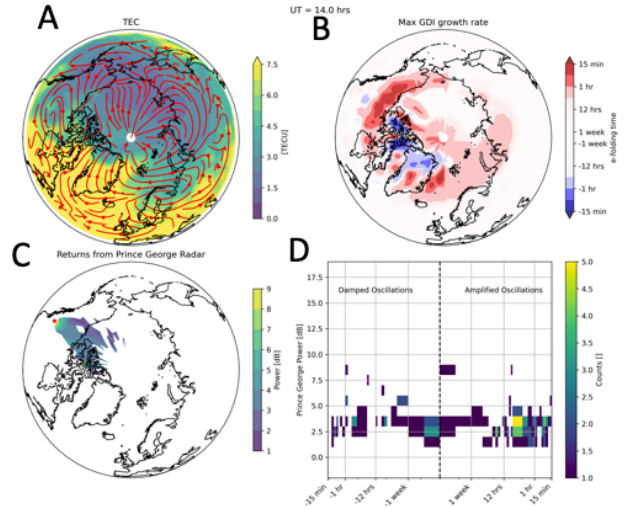 UT = 14.0 hrs
A
TEC
7.5
6.0
4.5
3.0
1.5
0.0
[TECU]
B
Max GDI growth rate
15 min
1 hr
12 hrs
1 week
-1 week
-12 hrs
-1 hr
-15 min
e-folding time
C
Returns from Prince George Radar
9
8
7
6
5
4
3
2
1
Power [dB]
D
Prince George Power [dB]
17.5
15.0
12.5
10.0
7.5
5.0
2.5
0.0
Damped Oscillations
Amplified Oscillations
-15 min
-1 hr
-12 hrs
-1 week
1 week
12 hrs
1 hr
15 min
5.0
4.5
4.0
3.5
3.0
2.5
2.0
1.5
1.0
Counts []